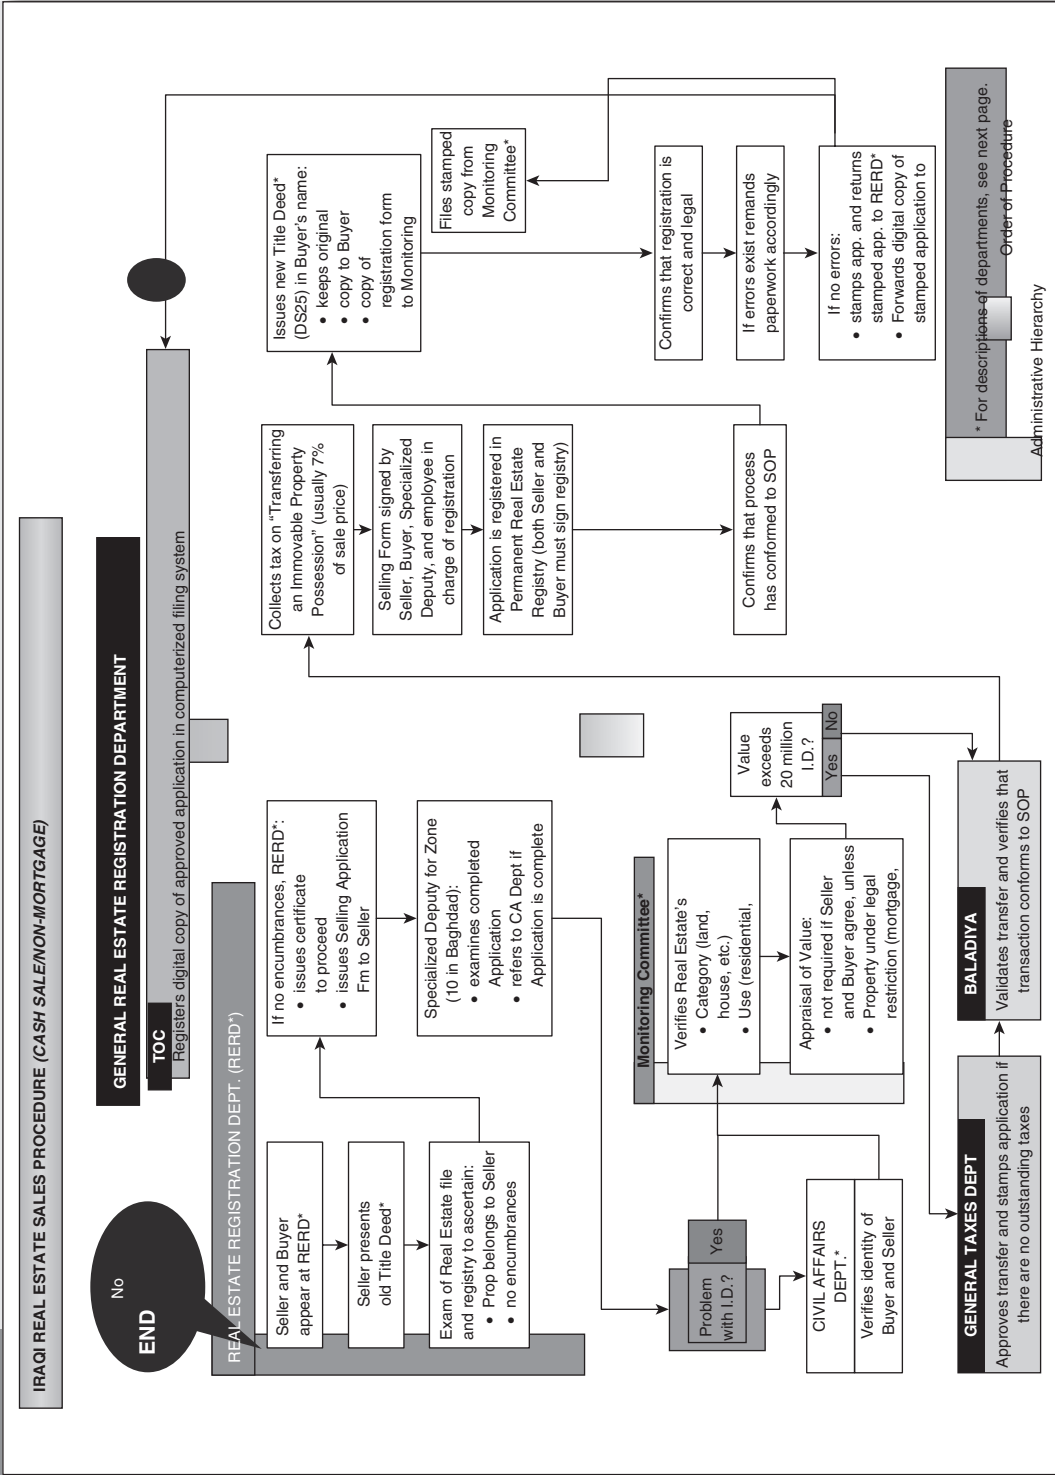 IRAQI REAL ESTATE SALES PROCEDURE (CASH SALE/NON-MORTGAGE)
No
END
GENERAL REAL ESTATE REGISTRATION DEPARTMENT
TOC
Registers digital copy of approved application in computerized filing system
REAL ESTATE REGISTRATION DEPT. (RERD*)
Seller and Buyer
appear at RERD*
Seller presents
old Title Deed*
Exam of Real Estate file
and registry to ascertain:
• Prop belongs to Seller
• no encumbrances
If no encumbrances, RERD*:
• issues certificate
to proceed
• issues Selling Application
Frm to Seller
Specialized Deputy for Zone
(10 in Baghdad):
• examines completed
Application
• refers to CA Dept if
Application is complete
Problem
with I.D.?
Yes
CIVIL AFFAIRS
DEPT.*
Verifies identity of
Buyer and Seller
Monitoring Committee*
Verifies Real Estate's
• Category (land,
house, etc.)
• Use (residential,
Appraisal of Value:
• not required if Seller
and Buyer agree, unless
• Property under legal
restriction (mortgage,
Value
exceeds
20 million
I.D.?
Yes
No
GENERAL TAXES DEPT
Approves transfer and stamps application if
there are no outstanding taxes
BALADIYA
Validates transfer and verifies that
transaction conforms to SOP
Collects tax on "Transferring
an Immovable Property
Possession" (usually 7%
of sale price)
Selling Form signed by
Seller, Buyer, Specialized
Deputy, and employee in
charge of registration
Application is registered in
Permanent Real Estate
Registry (both Seller and
Buyer must sign registry)
Confirms that process
has conformed to SOP
Issues new Title Deed*
(DS25) in Buyer's name:
• keeps original
• copy to Buyer
• copy of
registration form
to Monitoring
Files stamped
copy from
Monitoring
Committee*
Confirms that registration is
correct and legal
If errors exist remands
paperwork accordingly
If no errors:
• stamps app. and returns
stamped app. to RERD*
• Forwards digital copy of
stamped application to
* For descriptions of departments, see next page.
Order of Procedure
Administrative Hierarchy